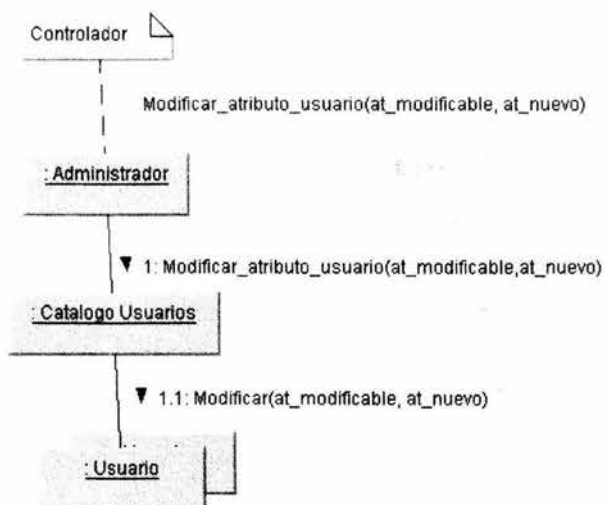 Controlador
Modificar_atributo_usuario(at_modificable, at_nuevo)
: Administrador
1: Modificar_atributo_usuario(at_modificable,at_nuevo)
: Catalogo Usuarios
1.1: Modificar(at_modificable, at_nuevo)
: Usuario